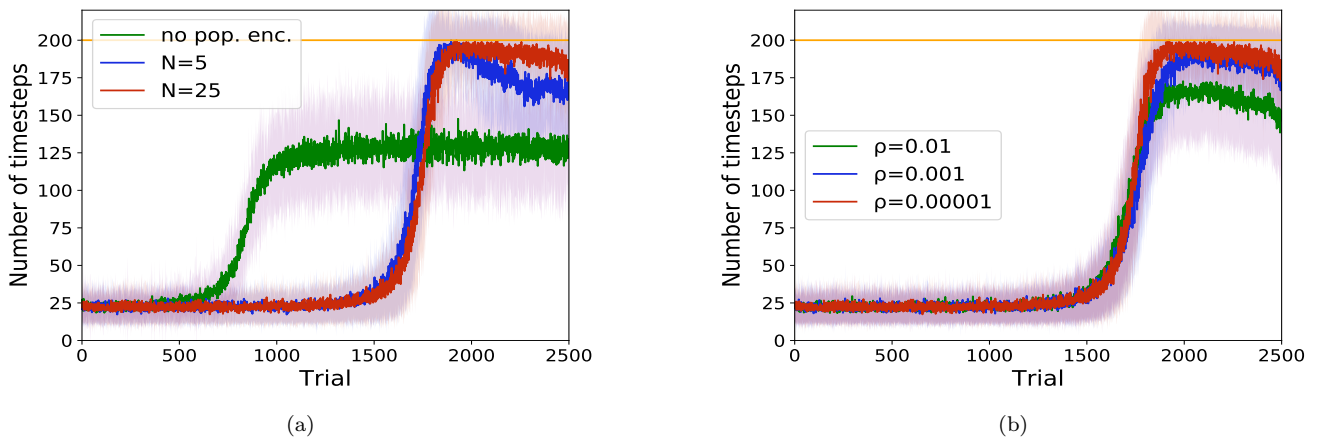 Number of timesteps
200
175
150
125
100
75
50
25
0
no pop. enc.
N=5
N=25
0 500 1000 1500 2000 2500
Trial
(a)
Number of timesteps
200
175
150
125
100
75
50
25
0
ρ=0.01
ρ=0.001
ρ=0.00001
0 500 1000 1500 2000 2500
Trial
(b)